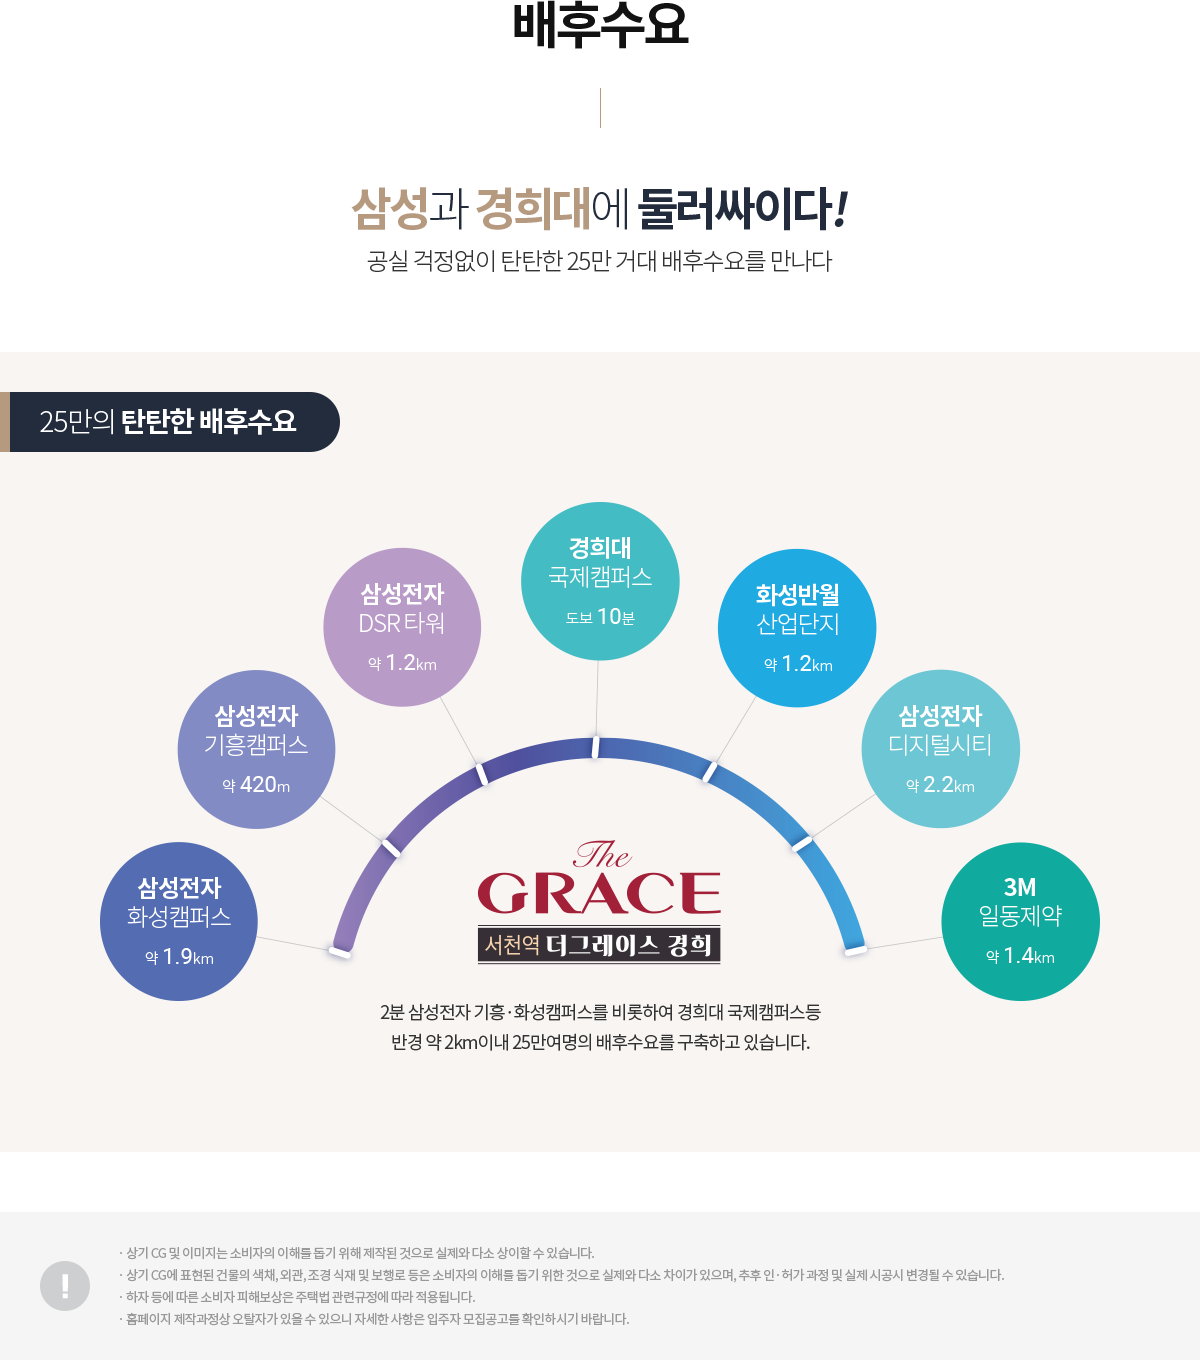 배후수요
삼성과 경희대에 둘러싸이다!
공실 걱정없이 탄탄한 25만 거대 배후수요를 만나다
25만의 탄탄한 배후수요
경희대
국제캠퍼스
도보 10분
삼성전자
DSR 타워
약 1.2km
화성반월
산업단지
약 1.2km
삼성전자
기흥캠퍼스
약 420m
삼성전자
디지털시티
약 2.2km
삼성전자
화성캠퍼스
약 1.9km
3M
일동제약
약 1.4km
The
GRACE
서천역 더그레이스 경희
2분 삼성전자 기흥·화성캠퍼스를 비롯하여 경희대 국제캠퍼스등
반경 약 2km이내 25만여명의 배후수요를 구축하고 있습니다.
· 상기 CG 및 이미지는 소비자의 이해를 돕기 위해 제작된 것으로 실제와 다소 상이할 수 있습니다.
· 상기 CG에 표현된 건물의 색채, 외관, 조경 식재 및 보행로 등은 소비자의 이해를 돕기 위한 것으로 실제와 다소 차이가 있으며, 추후 인·허가 과정 및 실제 시공시 변경될 수 있습니다.
· 하자 등에 따른 소비자 피해보상은 주택법 관련규정에 따라 적용됩니다.
· 홈페이지 제작과정상 오탈자가 있을 수 있으니 자세한 사항은 입주자 모집공고를 확인하시기 바랍니다.